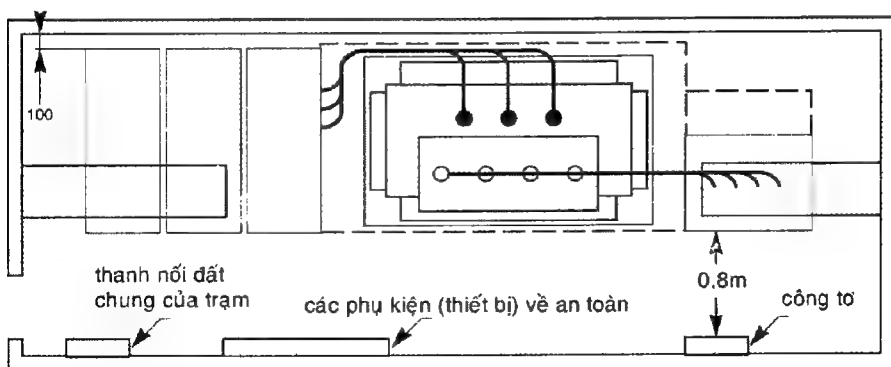 100
thanh nối đất
chung của trạm
các phụ kiện (thiết bị) về an toàn
0,8m
công tơ